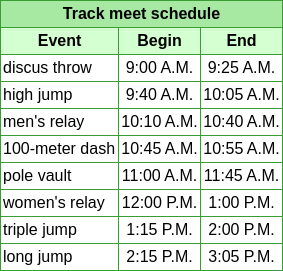 Track meet schedule
Event Begin End
discus throw 9:00 A.M. 9:25 A.M.
high jump 9:40 A.M. 10:05 A.M.
men's relay 10:10 A.M. 10:40 A.M.
100-meter dash 10:45 A.M. 10:55 A.M.
pole vault 11:00 A.M. 11:45 A.M.
women's relay 12:00 P.M. 1:00 P.M.
triple jump 1:15 P.M. 2:00 P.M.
long jump 2:15 P.M. 3:05 P.M.